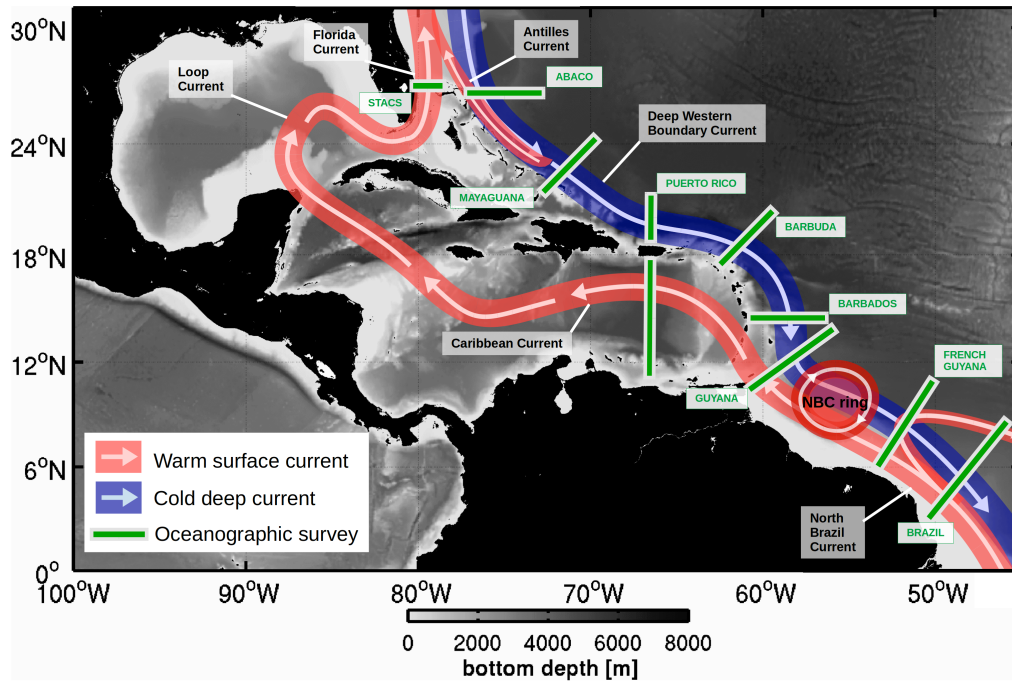 30°N
24°N
18°N
12°N
6°N
0°
100°W
90°W
80°W
70°W
60°W
50°W
Florida
Current
Antilles
Current
Loop
Current
ABACO
STACS
Deep Western
Boundary Current
MAYAGUANA
PUERTO RICO
BARBUDA
BARBADOS
Caribbean Current
FRENCH
GUYANA
GUYANA
NBC ring
North
Brazil
Current
BRAZIL
Warm surface current
Cold deep current
Oceanographic survey
0
2000
4000
6000
8000
bottom depth [m]